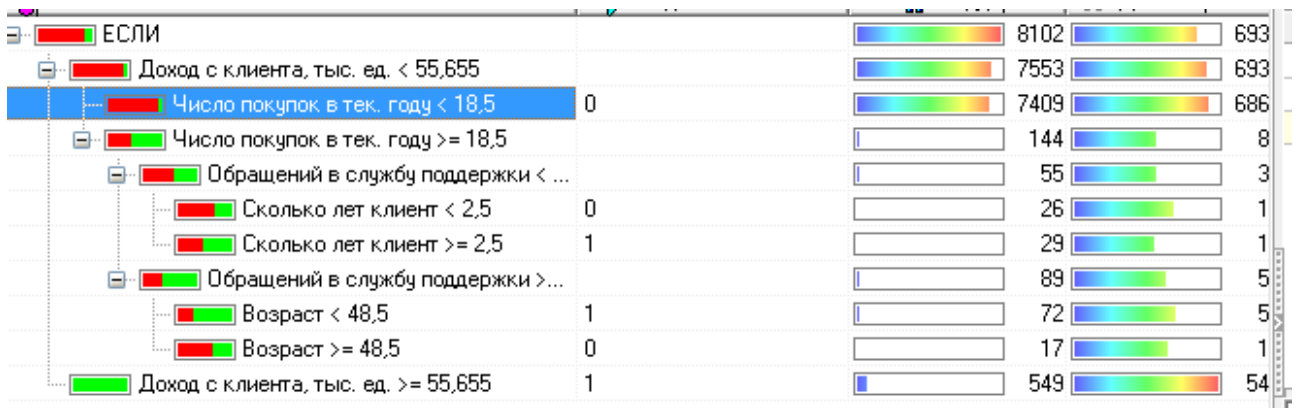 ЕСЛИ 8102 693
Доход с клиента, тыс. ед. < 55,655 7553 693
Число покупок в тек. году < 18,5 0 7409 686
Число покупок в тек. году >= 18,5 144 8
Обращений в службу поддержки < ... 55 3
Сколько лет клиент < 2,5 0 26 1
Сколько лет клиент >= 2,5 1 29 1
Обращений в службу поддержки >... 89 5
Возраст < 48,5 1 72 5
Возраст >= 48,5 0 17 1
Доход с клиента, тыс. ед. >= 55,655 1 549 54